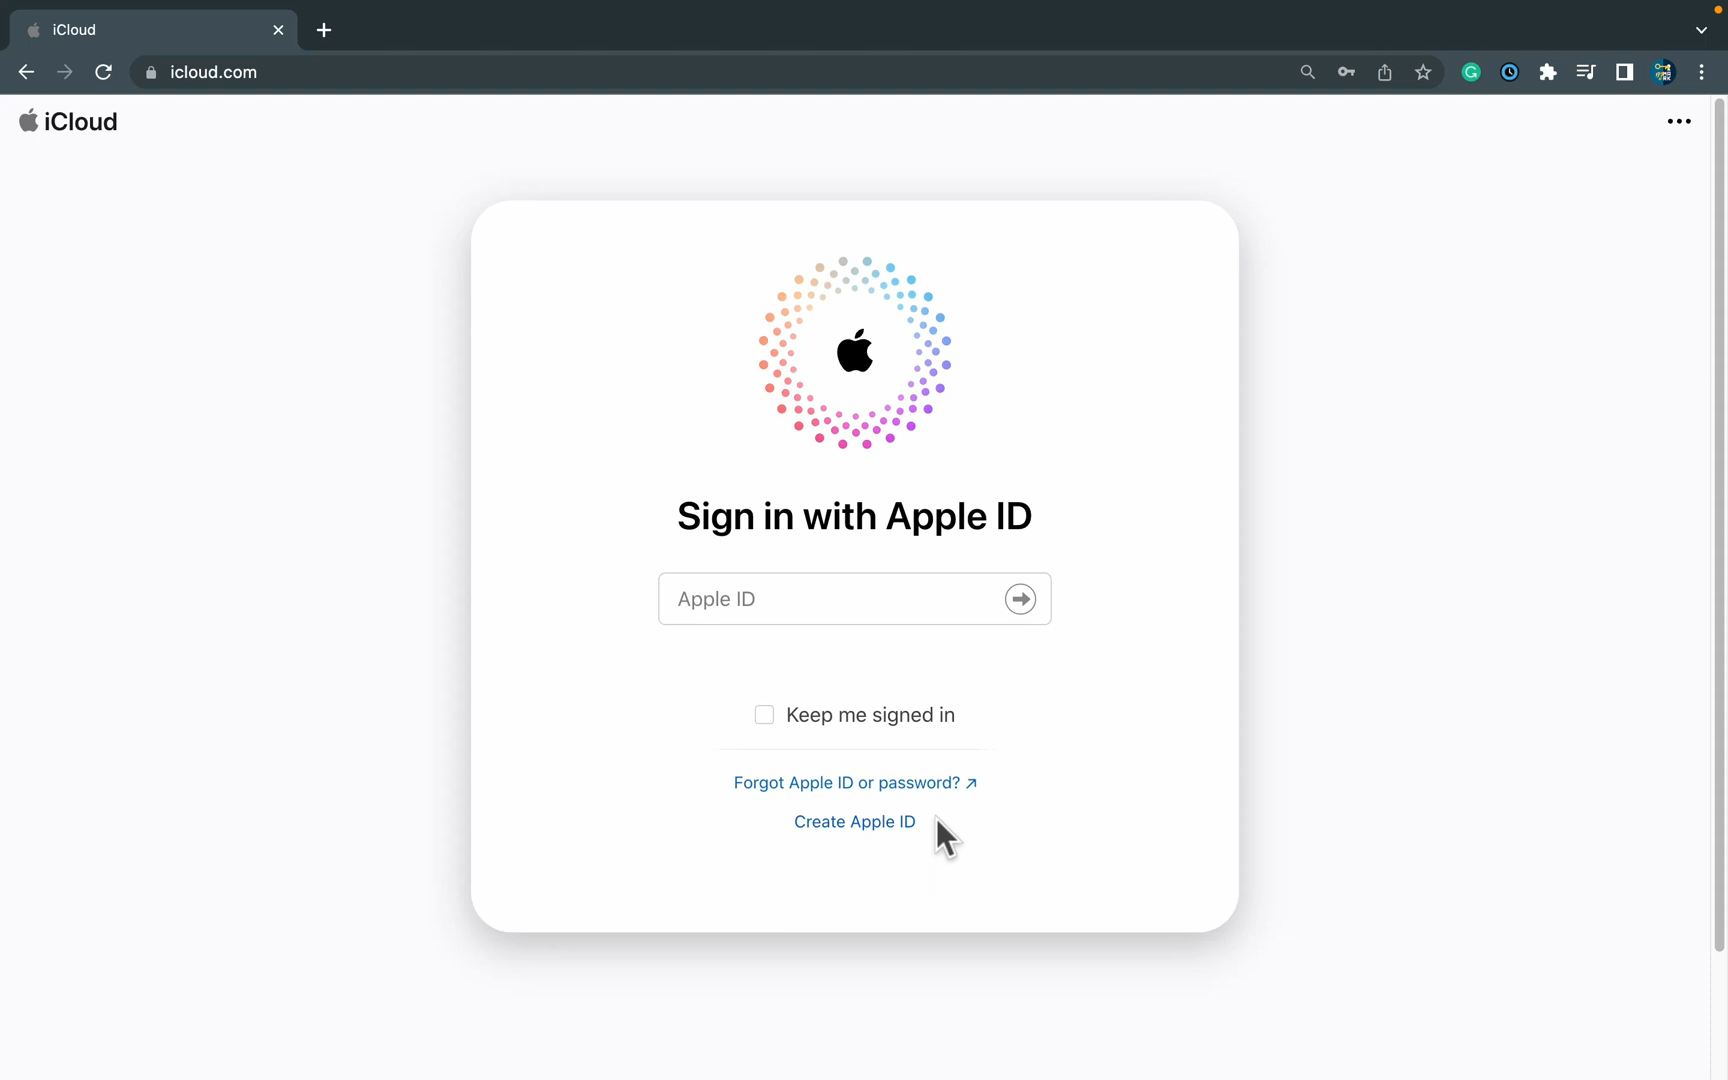 iCloud
icloud.com
iCloud
Sign in with Apple ID
Apple ID
Keep me signed in
Forgot Apple ID or password? ↗
Create Apple ID